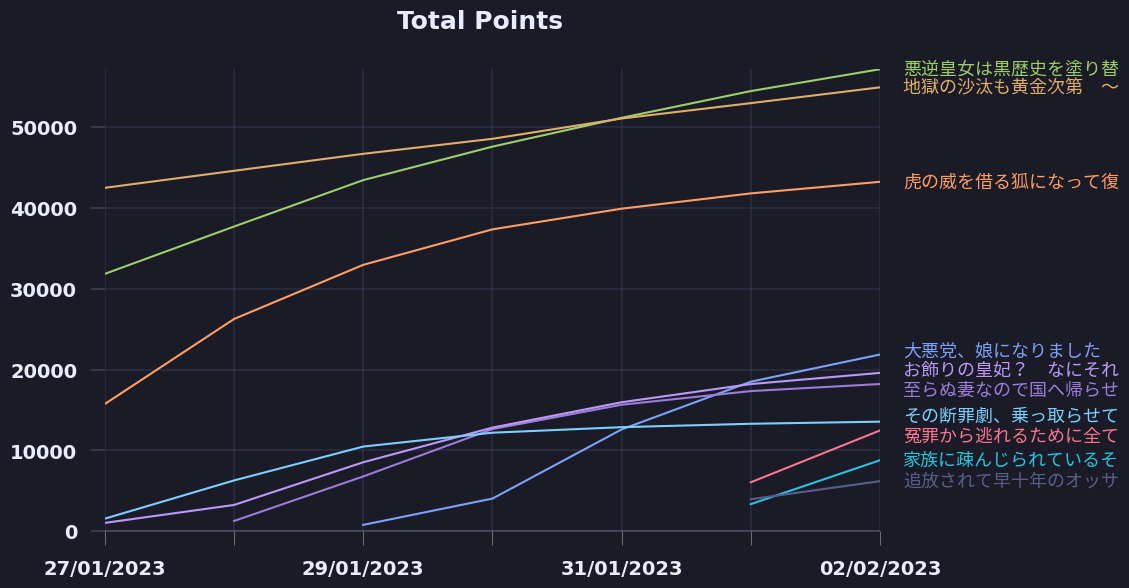 Total Points
悪逆皇女は黒歴史を塗り替
地獄の沙汰も黄金次第　～
50000
虎の威を借る狐になって復
40000
30000
大悪党、娘になりました
20000
お飾りの皇妃？　なにそれ
至らぬ妻なので国へ帰らせ
その断罪劇、乗っ取らせて
冤罪から逃れるために全て
10000
家族に疎んじられているそ
追放されて早十年のオッサ
0
27/01/2023
29/01/2023
31/01/2023
02/02/2023